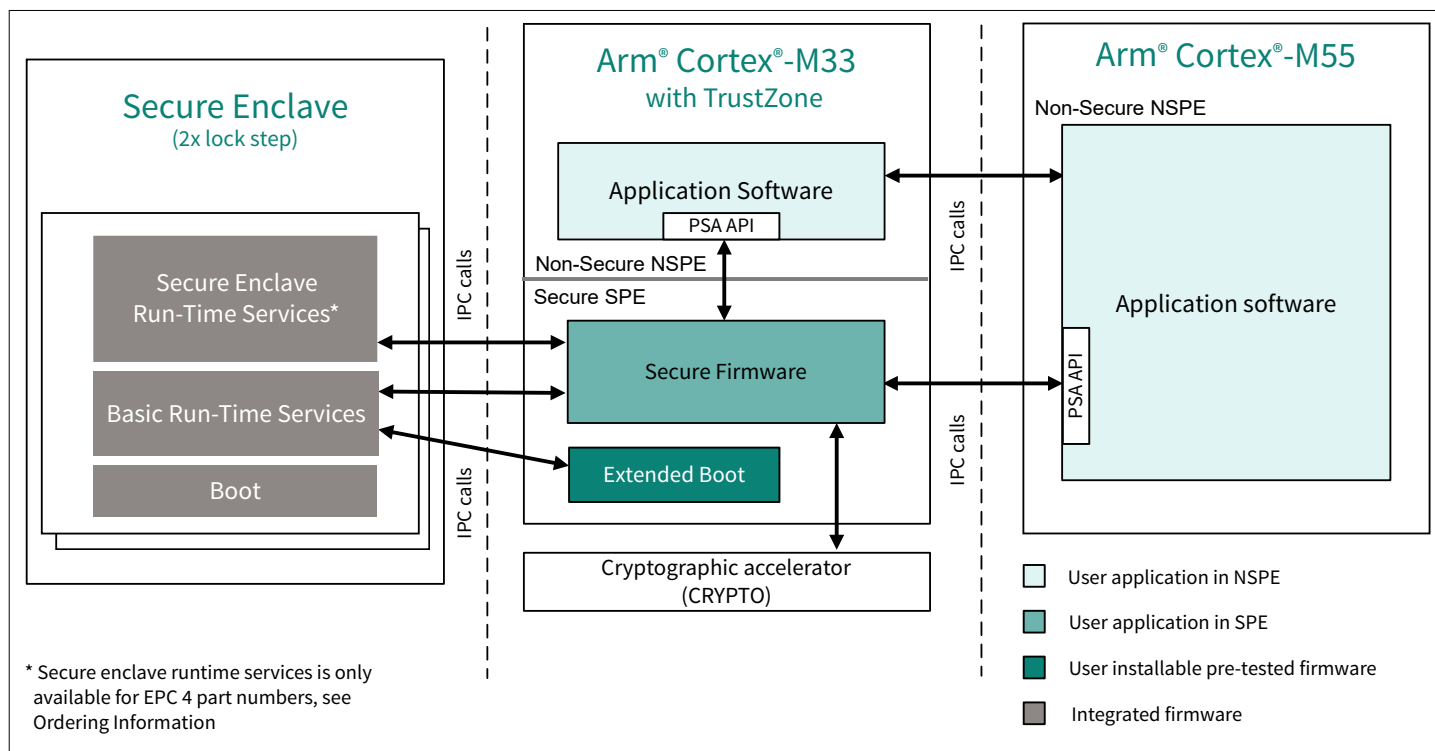 Secure Enclave
(2x lock step)
Secure Enclave
Run-Time Services*
Basic Run-Time Services
Boot
* Secure enclave runtime services is only
available for EPC 4 part numbers, see
Ordering Information
IPC calls
IPC calls
Arm® Cortex®-M33
with TrustZone
Application Software
PSA API
Non-Secure NSPE
Secure SPE
Secure Firmware
Extended Boot
Cryptographic accelerator
(CRYPTO)
IPC calls
IPC calls
Arm® Cortex®-M55
Non-Secure NSPE
Application software
PSA API
User application in NSPE
User application in SPE
User installable pre-tested firmware
Integrated firmware